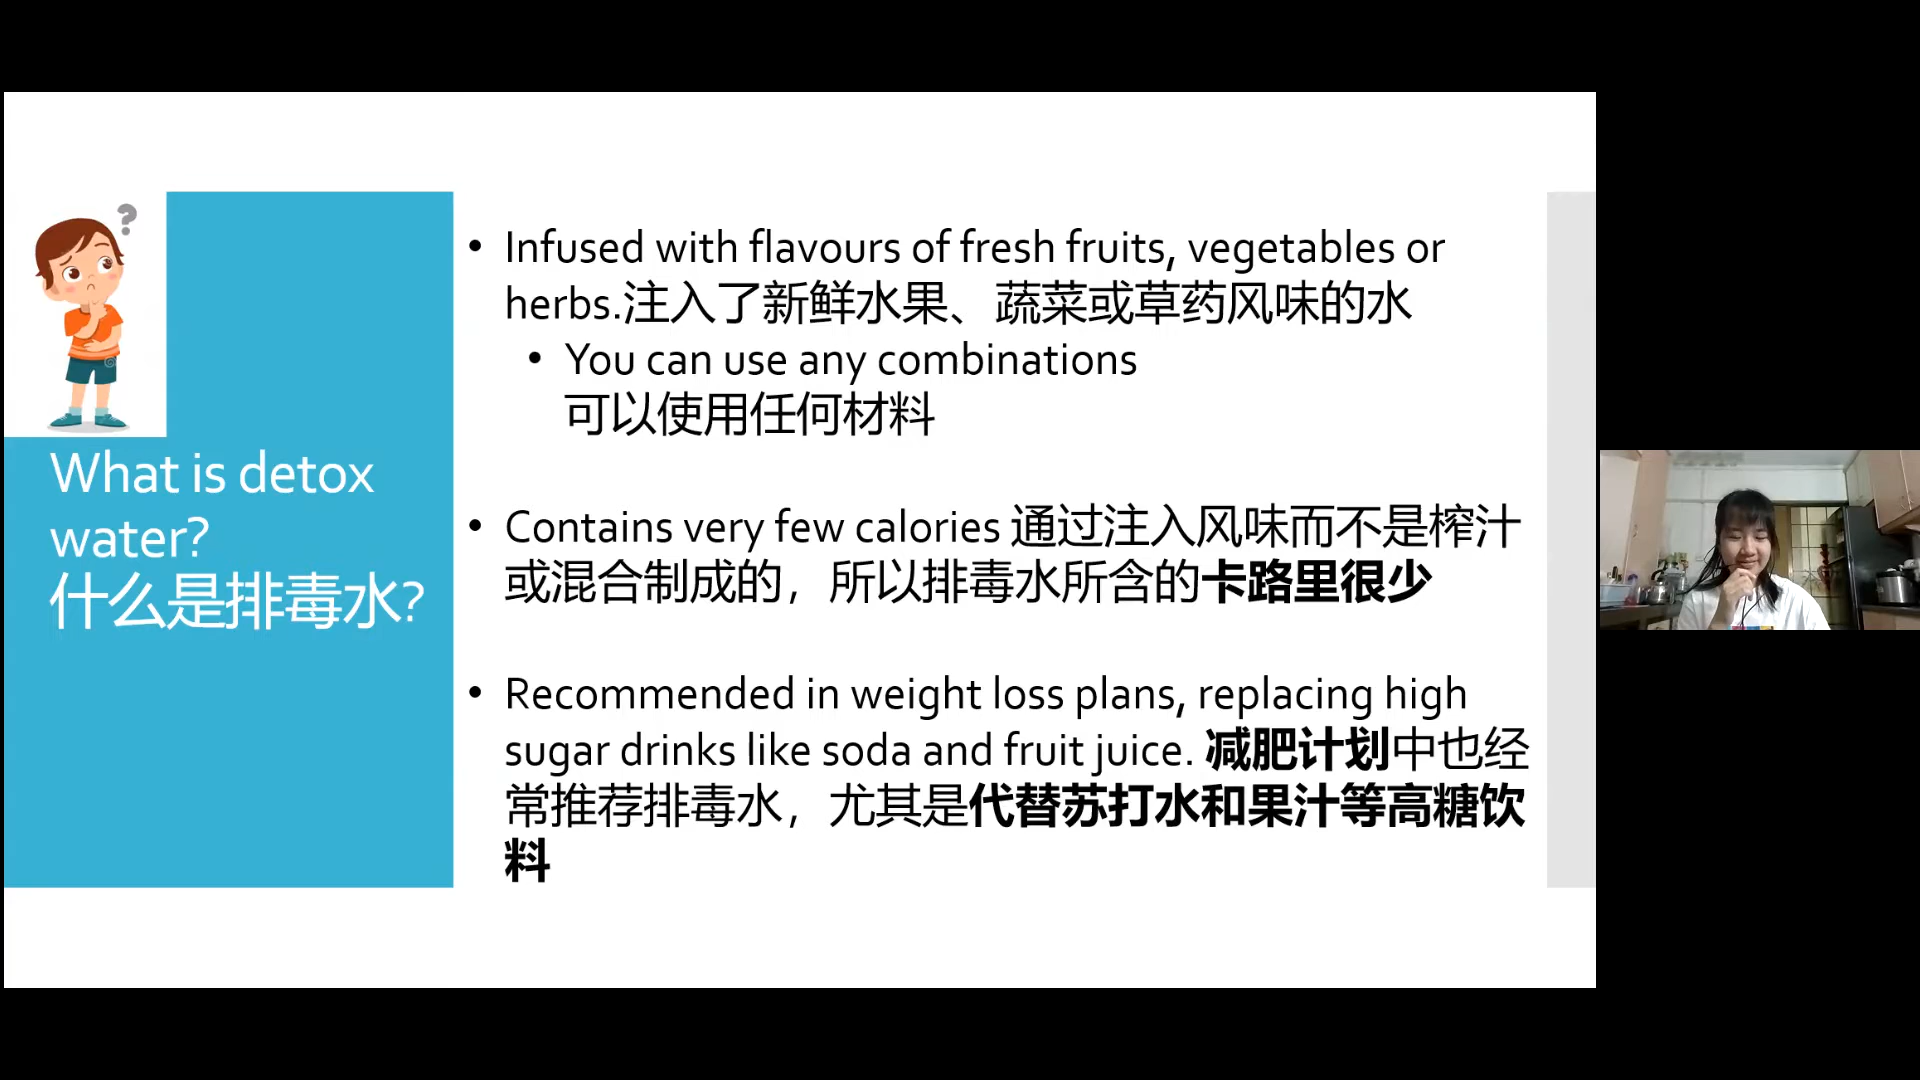 What is detox
water?
什么是排毒水?
• Infused with flavours of fresh fruits, vegetables or
herbs.注入了新鲜水果、蔬菜或草药风味的水
• You can use any combinations
可以使用任何材料
• Contains very few calories 通过注入风味而不是榨汁
或混合制成的，所以排毒水所含的卡路里很少
• Recommended in weight loss plans, replacing high
sugar drinks like soda and fruit juice. 减肥计划中也经
常推荐排毒水，尤其是代替苏打水和果汁等高糖饮
料